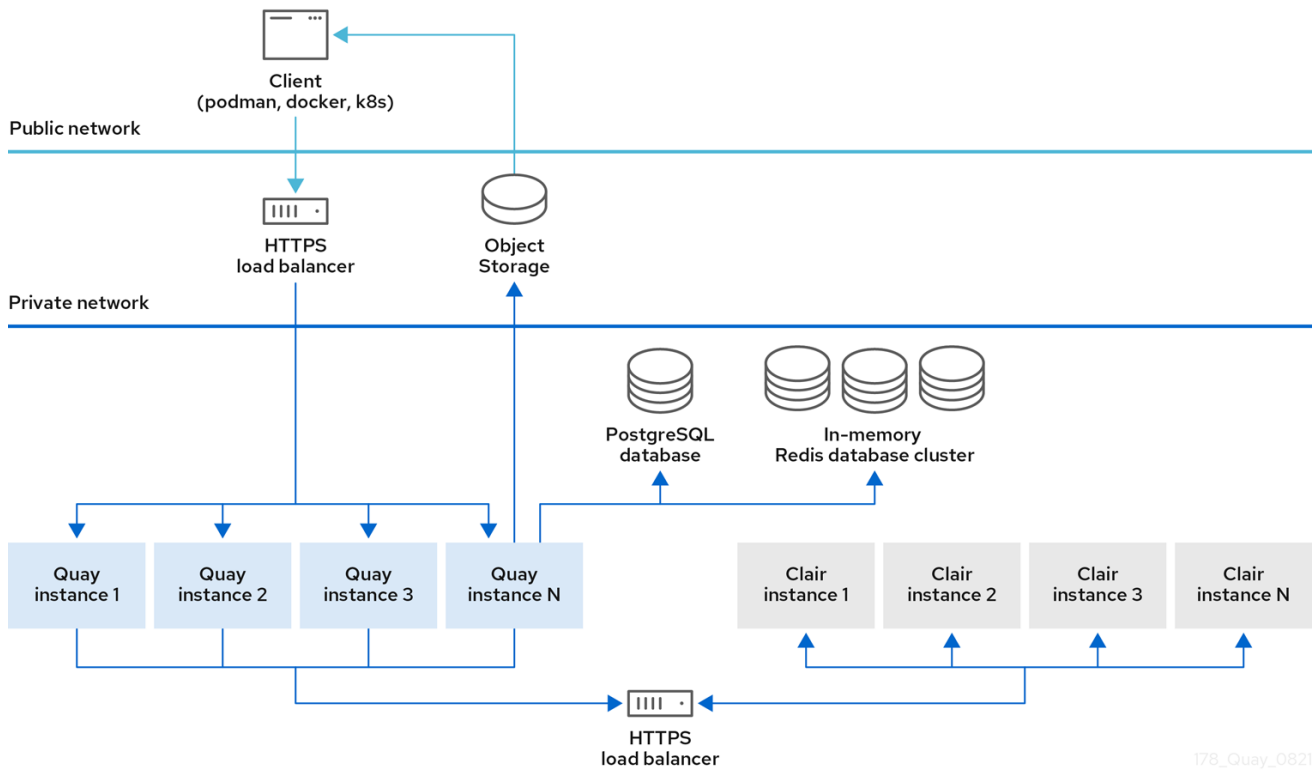 Client
(podman, docker, k8s)
Public network
HTTPS
load balancer
Object
Storage
Private network
PostgreSQL
database
In-memory
Redis database cluster
Quay
instance 1
Quay
instance 2
Quay
instance 3
Quay
instance N
Clair
instance 1
Clair
instance 2
Clair
instance 3
Clair
instance N
HTTPS
load balancer
178_Quay_0821